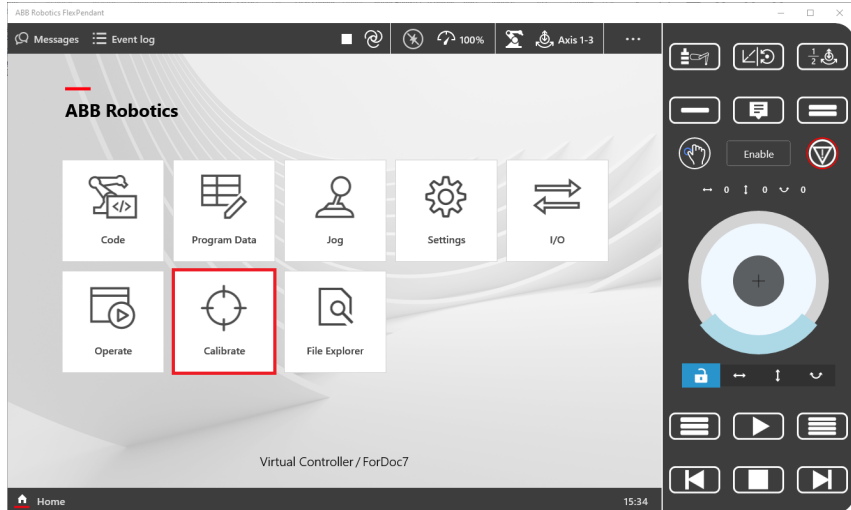 ABB Robotics FlexPendant
Messages Event log 100% Axis 1-3 ...
ABB Robotics
Code Program Data Jog Settings I/O
Operate Calibrate File Explorer
Virtual Controller / ForDoc7
Home 15:34
1
2
Enable
0 0 0